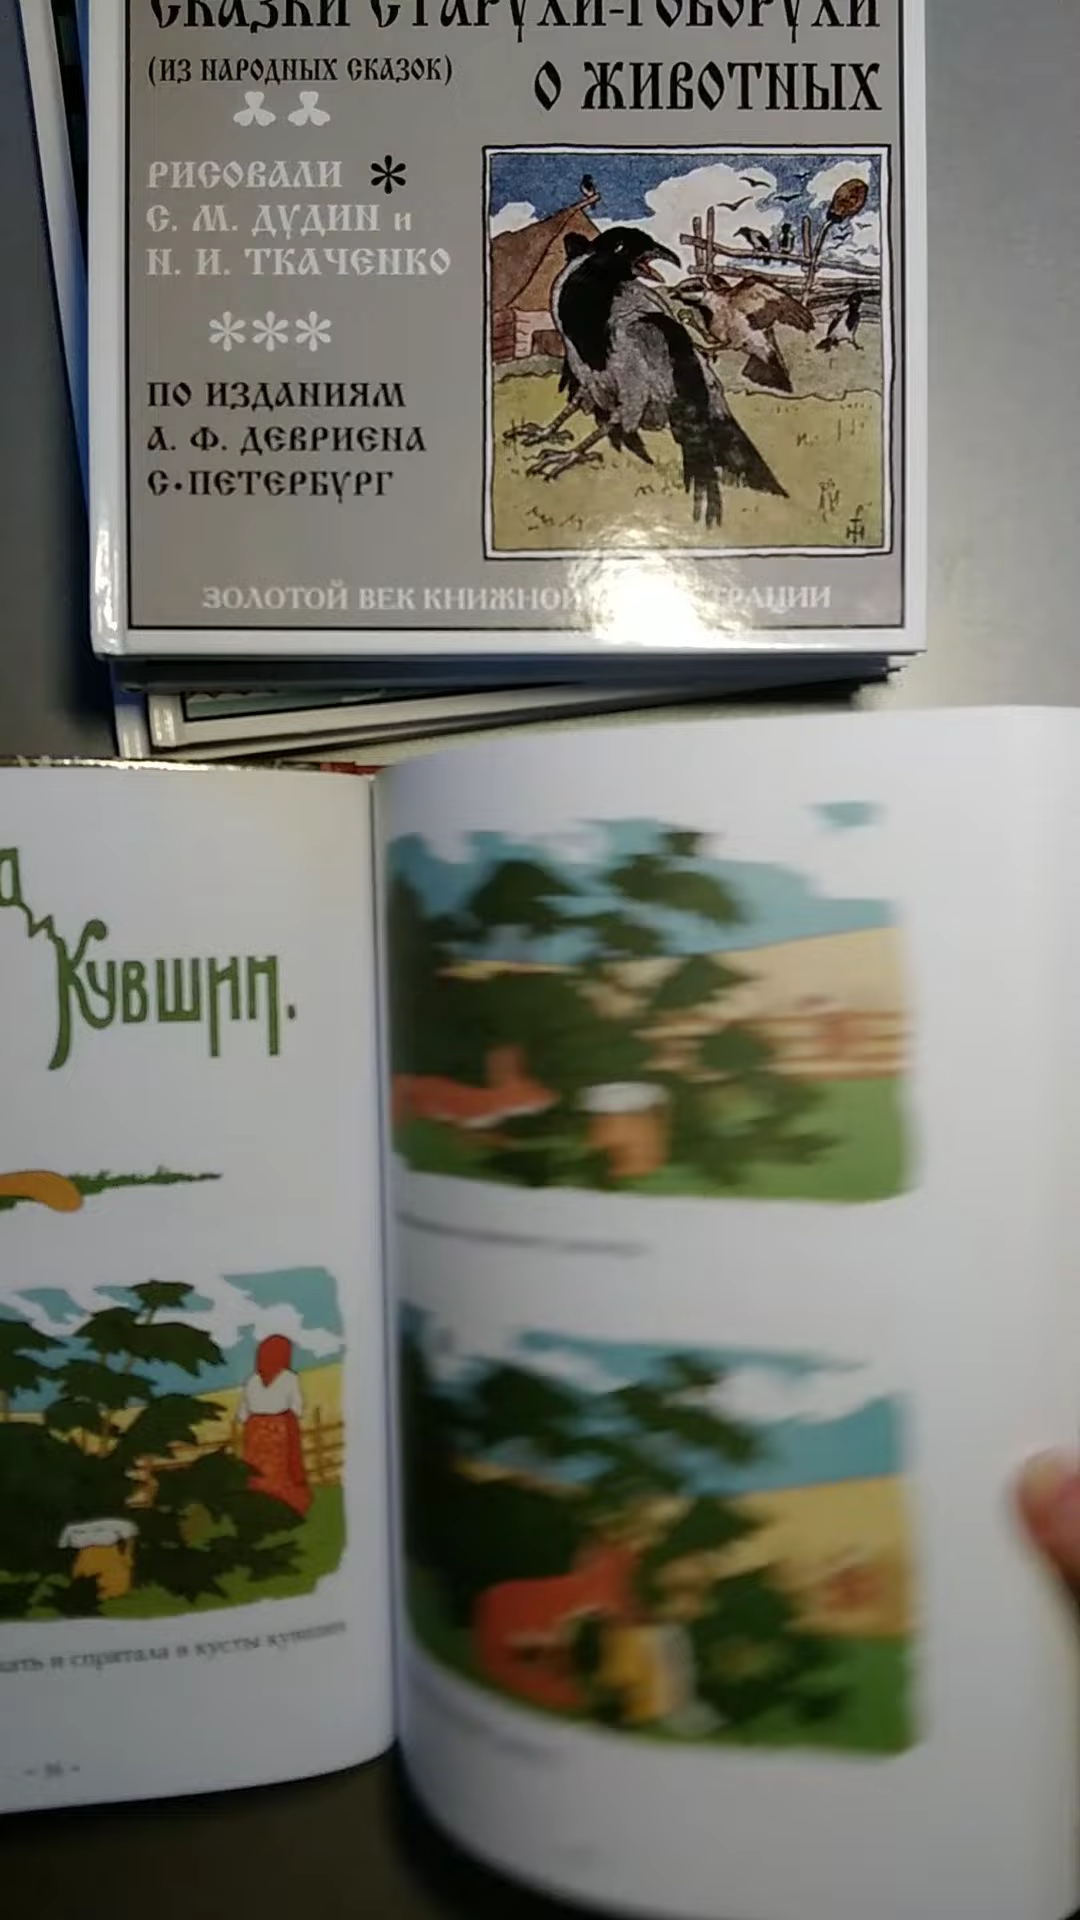 СКАЗКИ СТАРУХИ-ГОВОРУХИ
(ИЗ НАРОДНЫХ СКАЗОК)
О ЖИВОТНЫХ
РИСОВАЛИ
С. М. ДУДИН и
Н. И. ТКАЧЕНКО
ПО ИЗДАНИЯМ
А. Ф. ДЕВРИЕНА
С•ПЕТЕРБУРГ
ЗОЛОТОЙ ВЕК КНИЖНОЙ
а
и
Кувшин.
и спрятала в кусты кувшин